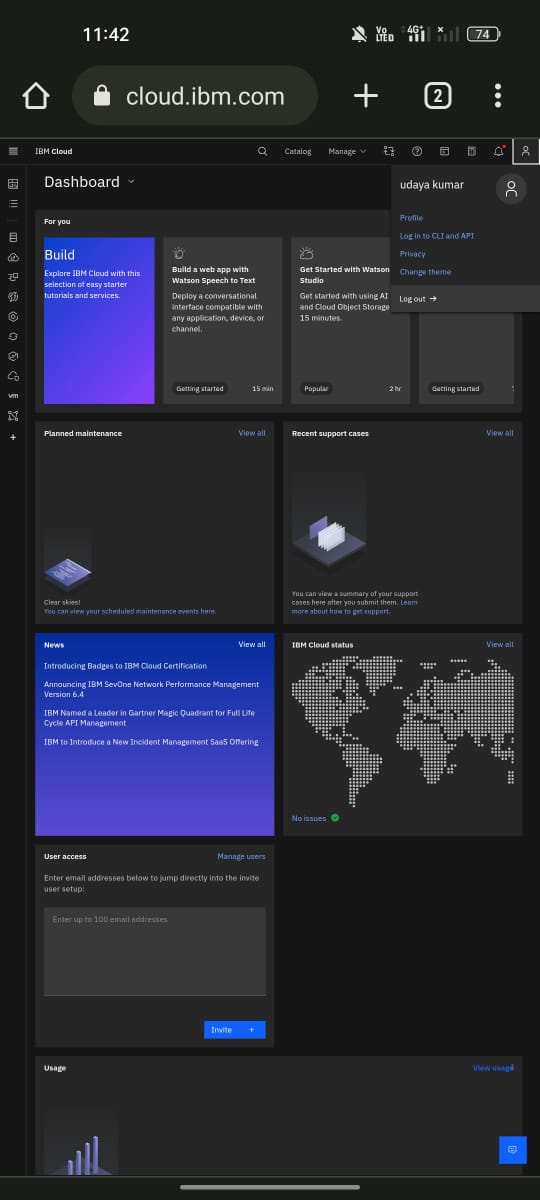 11:42
Vo
LTED
4G+
74
cloud.ibm.com
2
IBM Cloud
Catalog
Manage
Dashboard
udaya kumar
Profile
Log in to CLI and API
Privacy
Change theme
Log out
For you
Build
Explore IBM Cloud with this
selection of easy starter
tutorials and services.
Build a web app with
Watson Speech to Text
Deploy a conversational
interface compatible with
any application, device, or
channel.
Getting started
15 min
Get Started with Watson
Studio
Get started with using AI
and Cloud Object Storage
15 minutes.
Popular
2 hr
Getting started
vm
Planned maintenance
View all
Clear skies!
You can view your scheduled maintenance events here.
Recent support cases
View all
You can view a summary of your support
cases here after you submit them. Learn
more about how to get support.
News
View all
Introducing Badges to IBM Cloud Certification
Announcing IBM SevOne Network Performance Management
Version 6.4
IBM Named a Leader in Gartner Magic Quadrant for Full Life
Cycle API Management
IBM to Introduce a New Incident Management SaaS Offering
IBM Cloud status
View all
No issues
User access
Manage users
Enter email addresses below to jump directly into the invite
user setup:
Enter up to 100 email addresses
Invite +
Usage
View usage